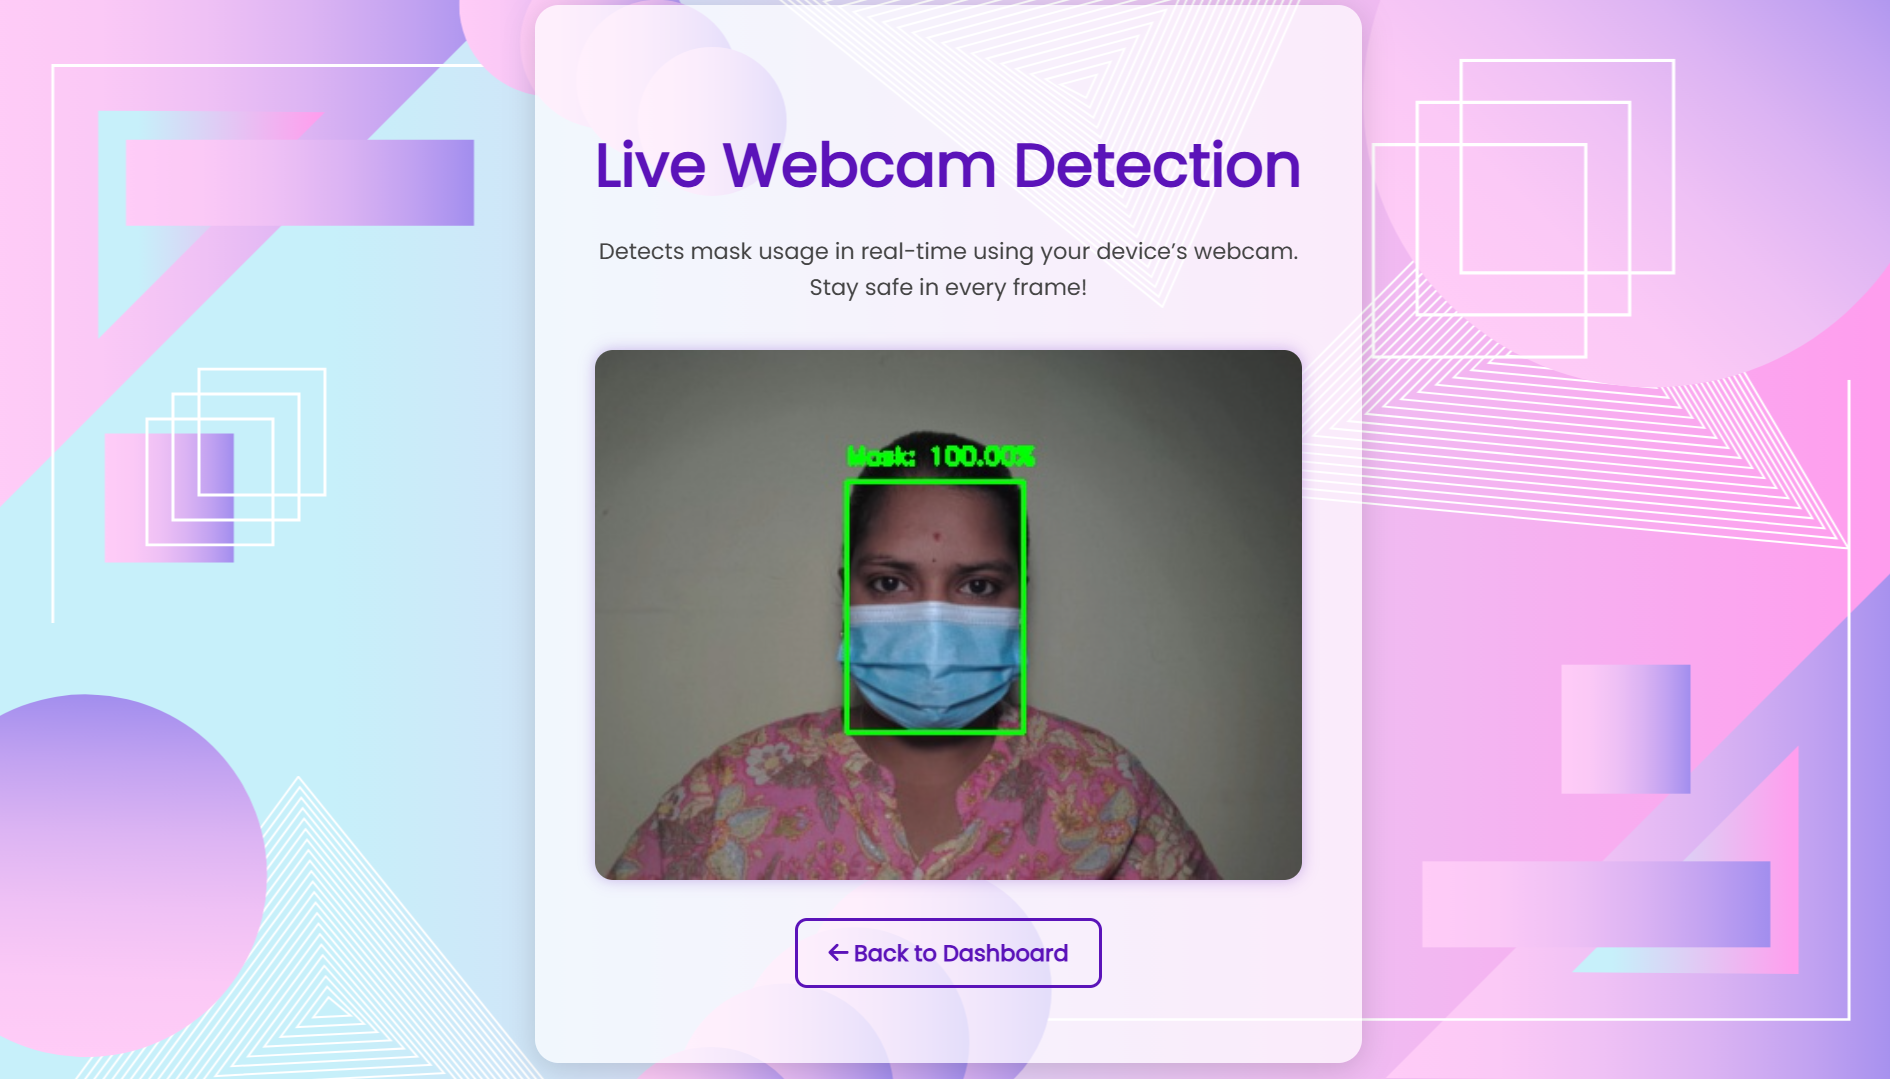 Live Webcam Detection
Detects mask usage in real-time using your device’s webcam.
Stay safe in every frame!
Mask: 100.00%
← Back to Dashboard